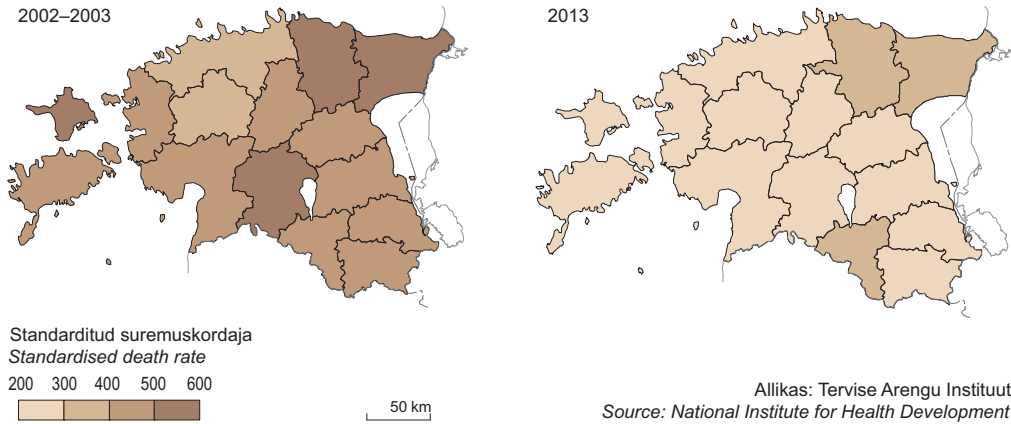 2002–2003
2013
Standarditud suremuskordaja
Standardised death rate
200 300 400 500 600
50 km
Allikas: Tervise Arengu Instituut
Source: National Institute for Health Development